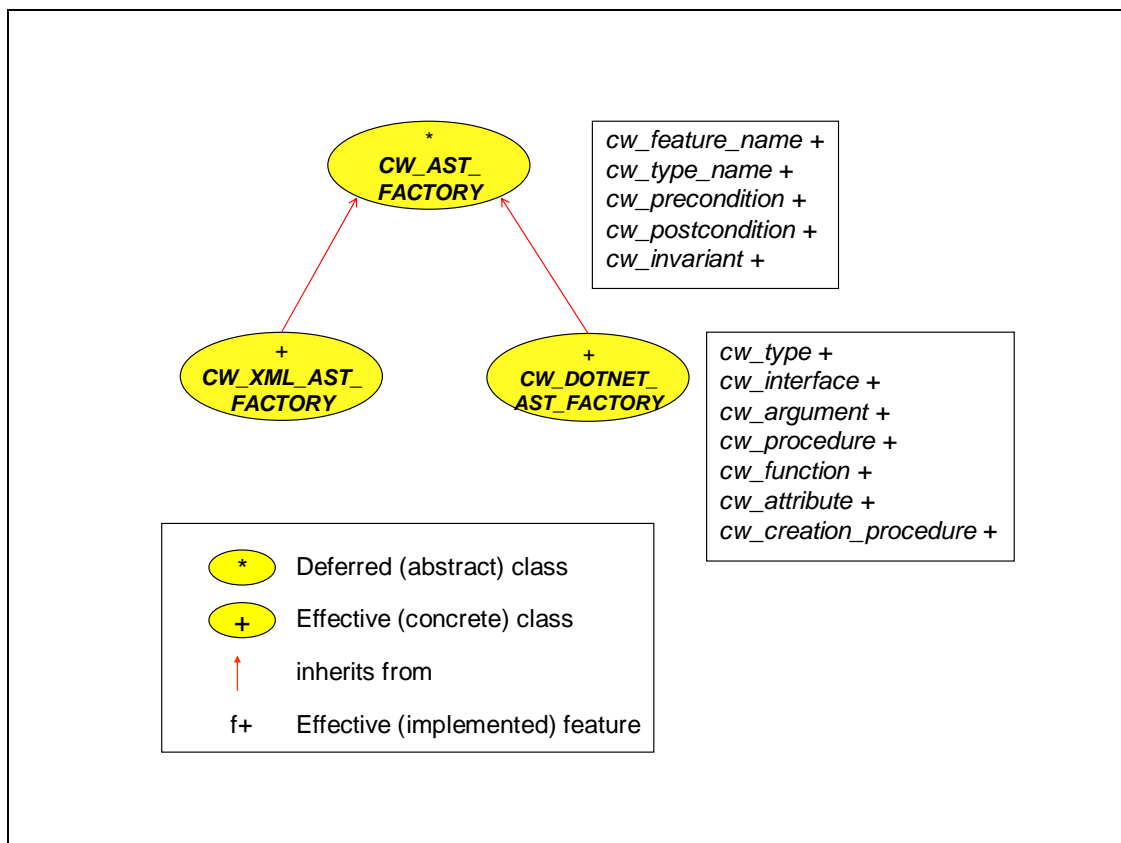 *
CW_AST_
FACTORY
cw_feature_name +
cw_type_name +
cw_precondition +
cw_postcondition +
cw_invariant +
+
CW_XML_AST_
FACTORY
+
CW_DOTNET_
AST_FACTORY
cw_type +
cw_interface +
cw_argument +
cw_procedure +
cw_function +
cw_attribute +
cw_creation_procedure +
* Deferred (abstract) class
+ Effective (concrete) class
inherits from
f+ Effective (implemented) feature